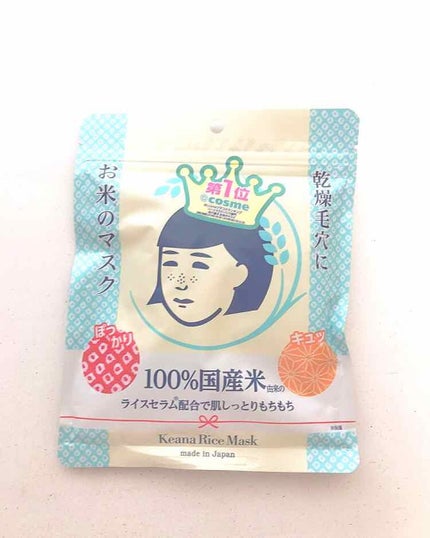 乾燥毛穴に
お米のマスク
第1位
@cosme
ぽっかり
キュッ
100%国産米由来の
ライスセラム®配合で肌しっとりもちもち
Keana Rice Mask
made in Japan